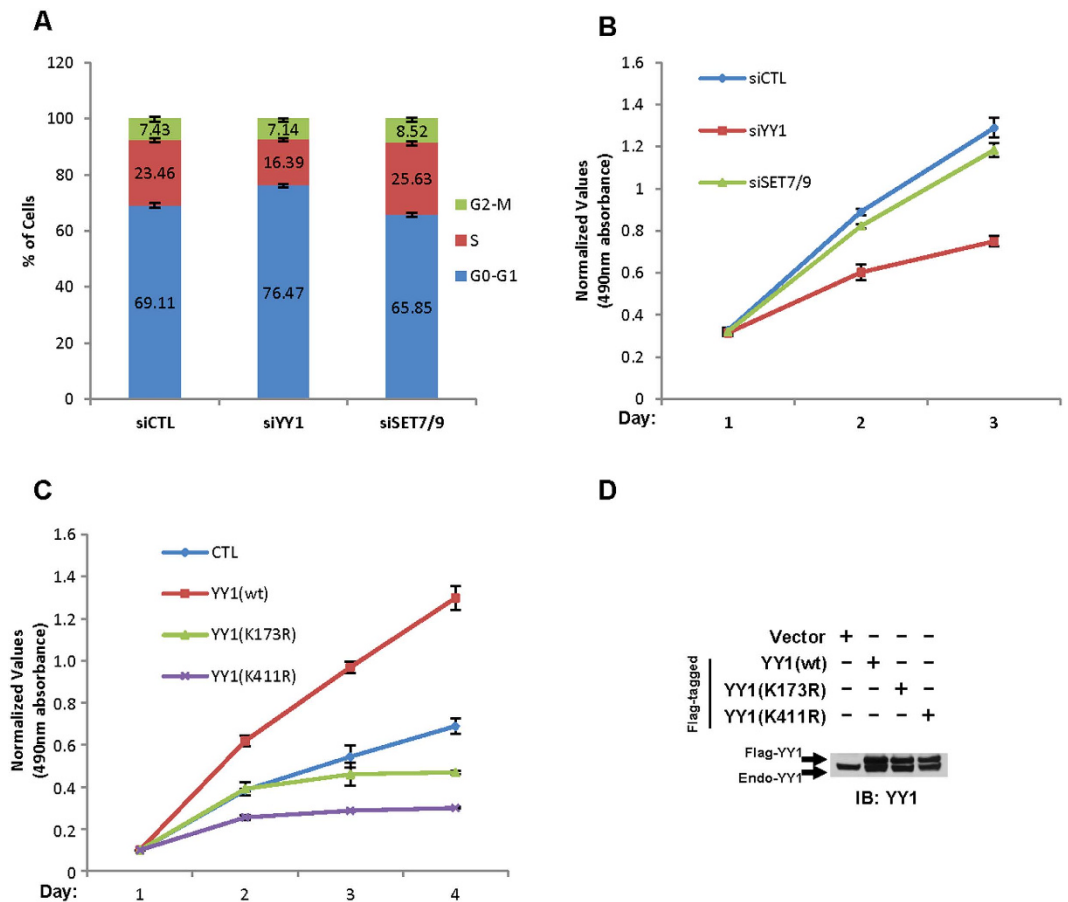 A
120
100
80
60
40
20
0
% of Cells
7.43
23.46
69.11
7.14
16.39
76.47
8.52
25.63
65.85
siCTL
siYY1
siSET7/9
G2-M
S
G0-G1
B
1.6
1.4
1.2
1.0
0.8
0.6
0.4
0.2
0
Normalized Values
(490nm absorbance)
siCTL
siYY1
siSET7/9
Day: 1 2 3
C
1.6
1.4
1.2
1.0
0.8
0.6
0.4
0.2
0
Normalized Values
(490nm absorbance)
CTL
YY1(wt)
YY1(K173R)
YY1(K411R)
Day: 1 2 3 4
D
Flag-tagged
Vector + – – –
YY1(wt) – + – –
YY1(K173R) – – + –
YY1(K411R) – – – +
Flag-YY1
Endo-YY1
IB: YY1